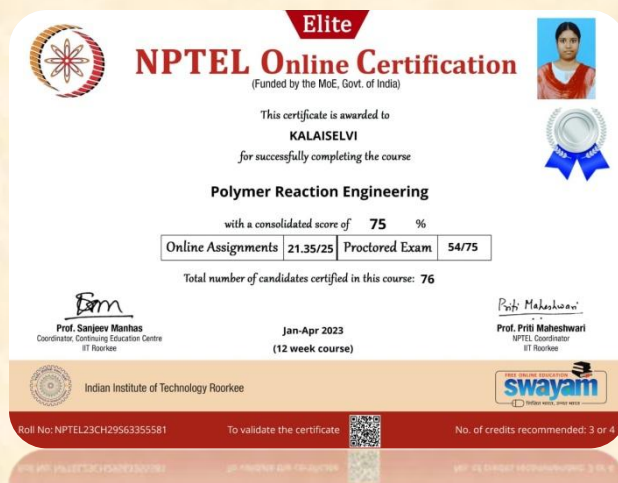 Elite
NPTEL Online Certification
(Funded by the MoE, Govt. of India)
This certificate is awarded to
KALAISELVI
for successfully completing the course
Polymer Reaction Engineering
with a consolidated score of 75 %
Online Assignments 21.35/25 Proctored Exam 54/75
Total number of candidates certified in this course: 76
Priti Maheshwari
Prof. Sanjeev Manhas
Coordinator, Continuing Education Centre
IIT Roorkee
Jan-Apr 2023
(12 week course)
Prof. Priti Maheshwari
NPTEL Coordinator
IIT Roorkee
Indian Institute of Technology Roorkee
FREE ONLINE EDUCATION
swayam
शिक्षित भारत, उन्नत भारत
Roll No: NPTEL23CH29S63355581
To validate the certificate
No. of credits recommended: 3 or 4